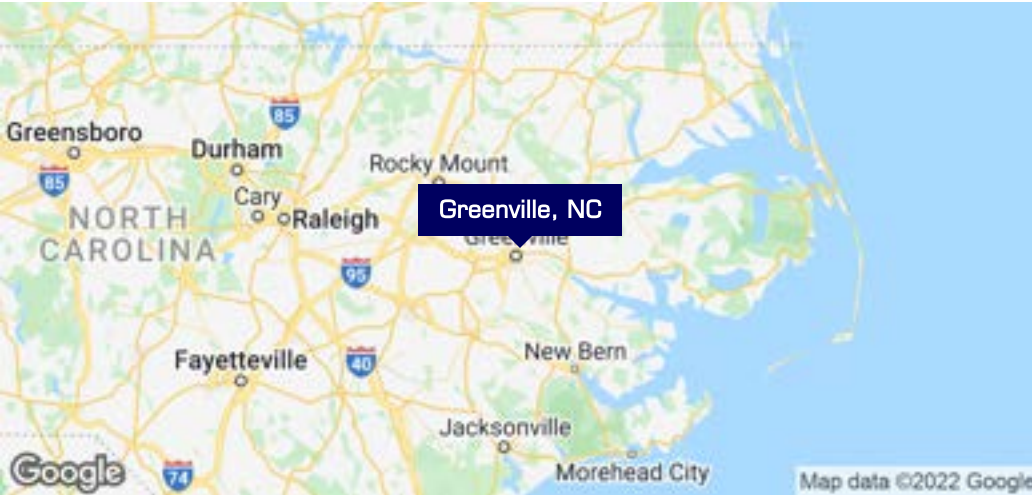 85
Greensboro
Durham
Rocky Mount
85
Cary
Greenville, NC
NORTH
CAROLINA
Raleigh
Greenville
95
New Bern
Fayetteville
40
Jacksonville
Google
74
Morehead City
Map data ©2022 Google